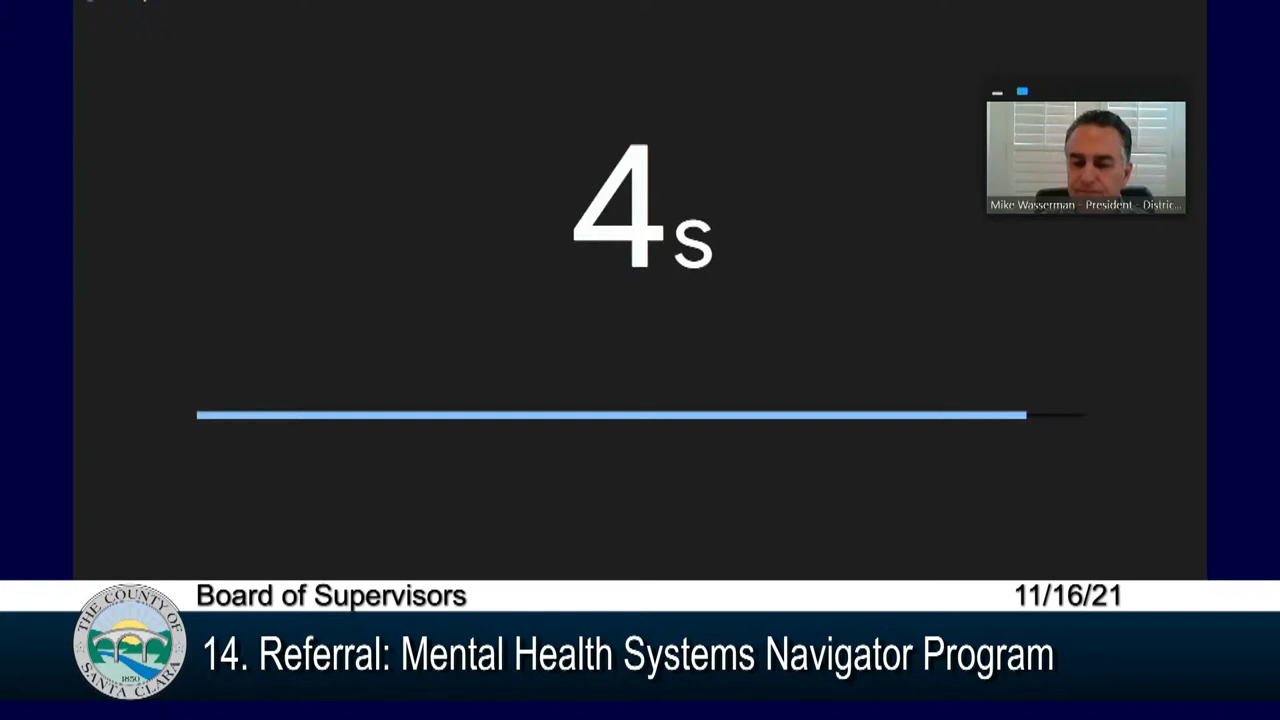 4s
Mike Wasserman - President - Distric...
Board of Supervisors
11/16/21
THE COUNTY OF
SANTA CLARA
1850
14. Referral: Mental Health Systems Navigator Program